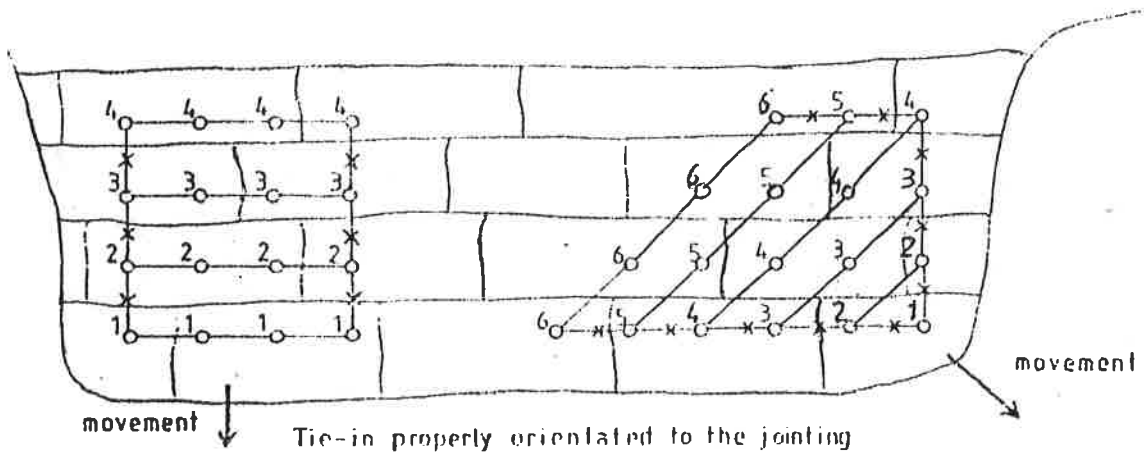 4 4 4 4 6 5 4
3 3 3 3 6 5 4 3
2 2 2 2 6 5 4 3 2
1 1 1 1 6 5 4 3 2 1
movement
movement
Tie-in properly orientated to the jointing